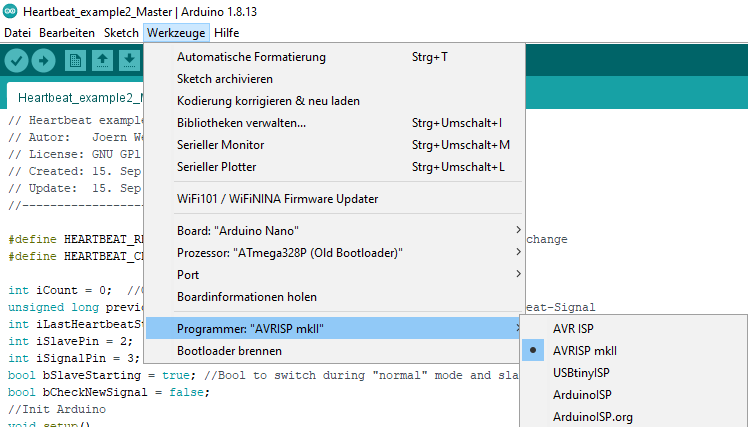 Heartbeat_example2_Master | Arduino 1.8.13
Datei Bearbeiten Sketch Werkzeuge Hilfe
Automatische Formatierung Strg+T
Sketch archivieren
Kodierung korrigieren & neu laden
Bibliotheken verwalten... Strg+Umschalt+I
Serieller Monitor Strg+Umschalt+M
Serieller Plotter Strg+Umschalt+L
WiFi101 / WiFiNINA Firmware Updater
Board: "Arduino Nano"
Prozessor: "ATmega328P (Old Bootloader)"
Port
Boardinformationen holen
Programmer: "AVRISP mkII"
Bootloader brennen
AVR ISP
AVRISP mkII
USBtinyISP
ArduinoISP
ArduinoISP.org
Heartbeat_example2_M
// Heartbeat example
// Autor: Joern We
// License: GNU GPl
// Created: 15. Sep
// Update: 15. Sep
//--------------------
#define HEARTBEAT_RE change
#define HEARTBEAT_CH
int iCount = 0; //C
unsigned long previo eat-Signal
int iLastHeartbeatSt
int iSlavePin = 2;
int iSignalPin = 3;
bool bSlaveStarting = true; //Bool to switch during "normal" mode and sla
bool bCheckNewSignal = false;
//Init Arduino
void setup()